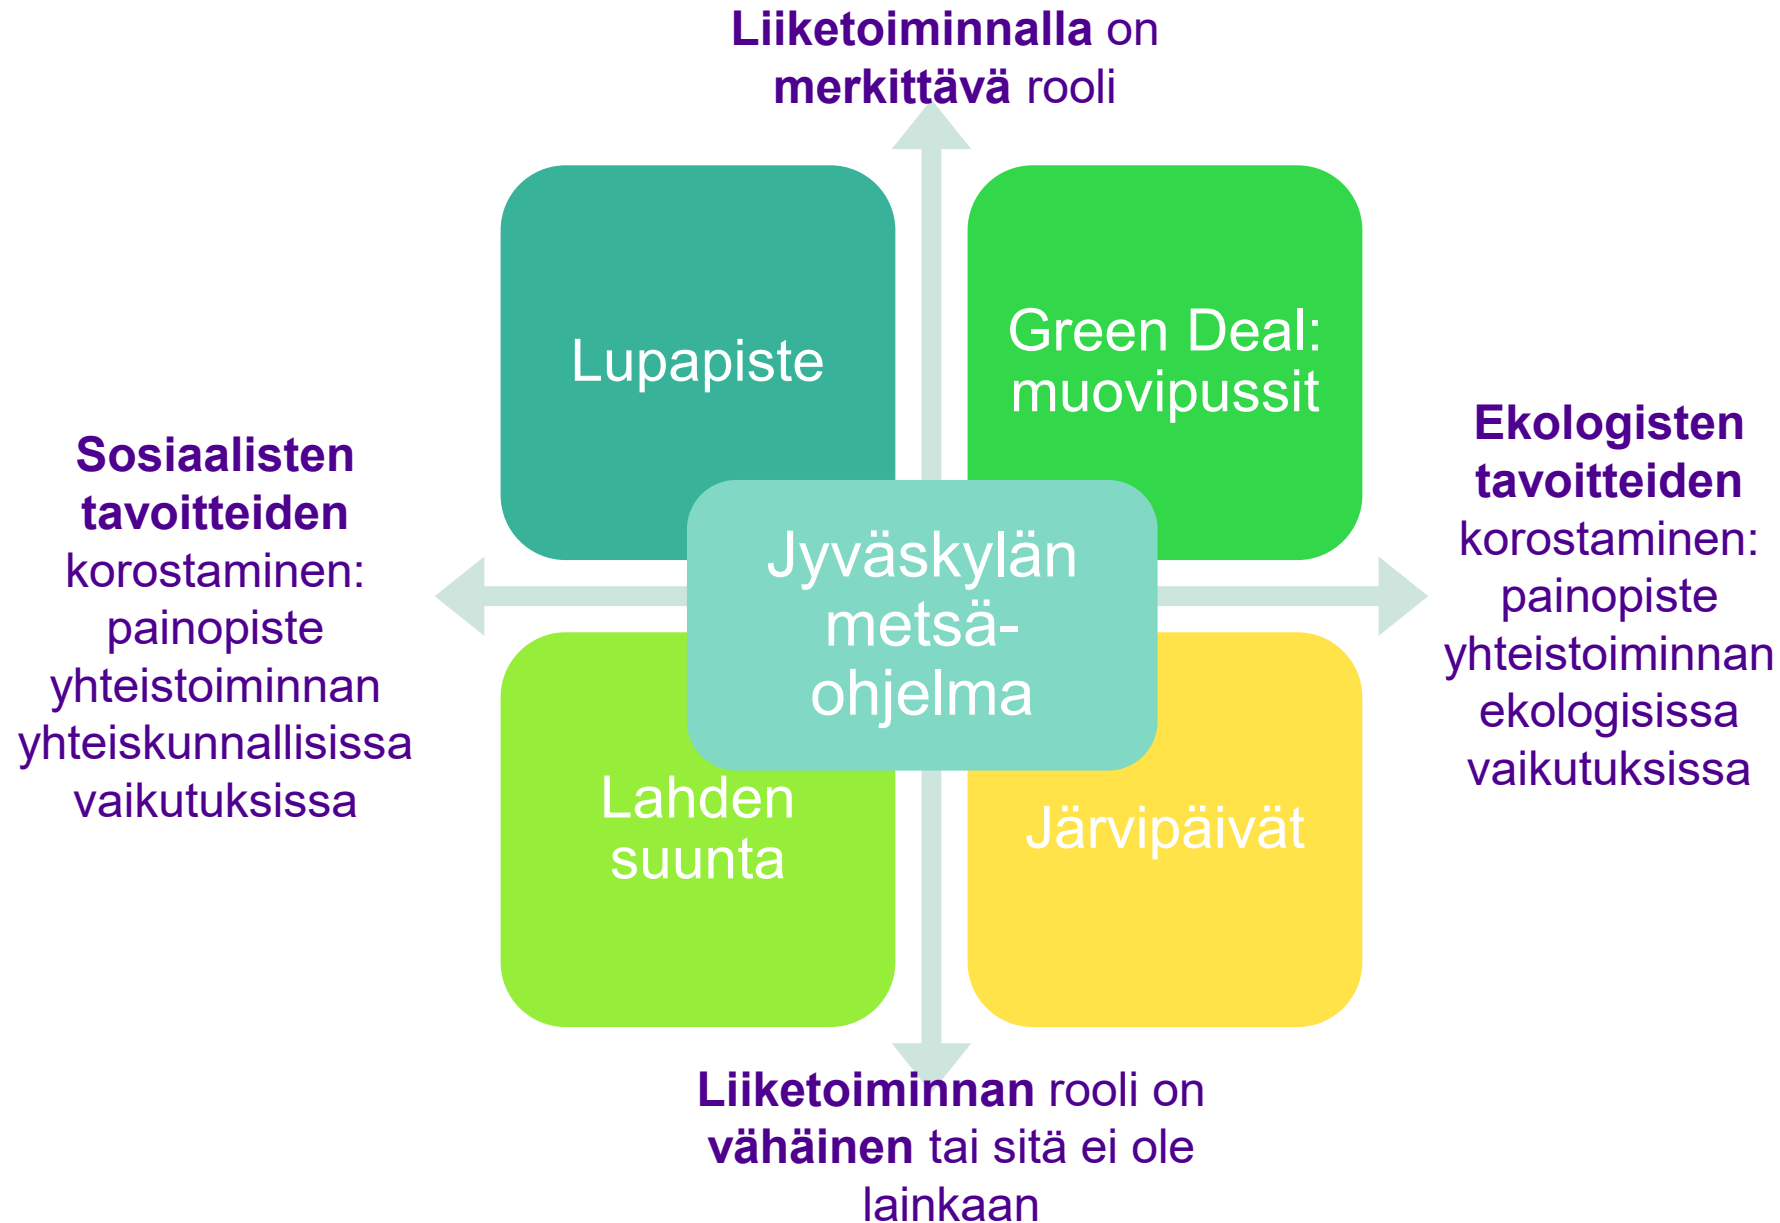 Liiketoiminnalla on
merkittävä rooli
Lupapiste
Green Deal:
muovipussit
Sosiaalisten
tavoitteiden
korostaminen:
painopiste
yhteistoiminnan
yhteiskunnallisissa
vaikutuksissa
Jyväskylän
metsä-
ohjelma
Ekologisten
tavoitteiden
korostaminen:
painopiste
yhteistoiminnan
ekologisissa
vaikutuksissa
Lahden
suunta
Järvipäivät
Liiketoiminnan rooli on
vähäinen tai sitä ei ole
lainkaan